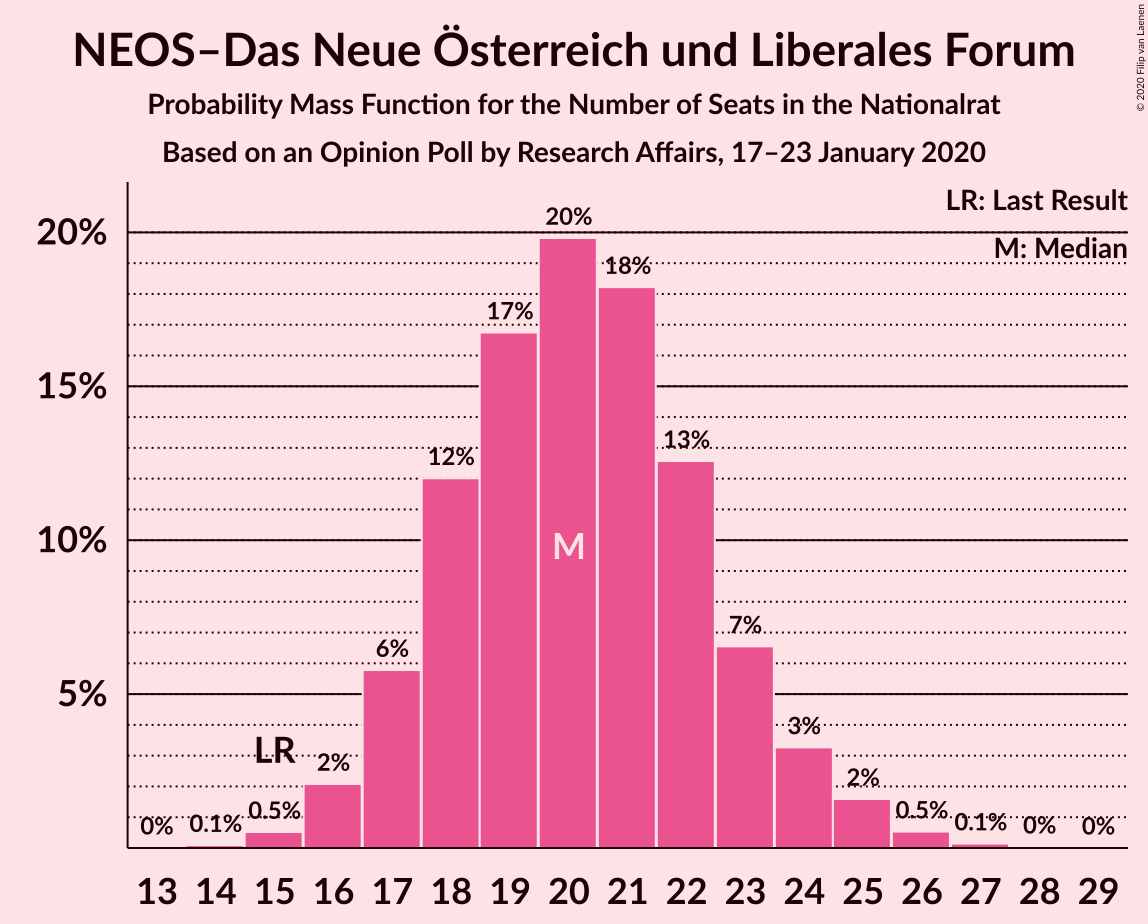 NEOS–Das Neue Österreich und Liberales Forum
Probability Mass Function for the Number of Seats in the Nationalrat
Based on an Opinion Poll by Research Affairs, 17–23 January 2020
© 2020 Filip van Laenen
LR: Last Result
M: Median
20%
15%
10%
5%
0%
0.1%
0.5%
LR
2%
6%
12%
17%
20%
M
18%
13%
7%
3%
2%
0.5%
0.1%
0%
0%
13 14 15 16 17 18 19 20 21 22 23 24 25 26 27 28 29